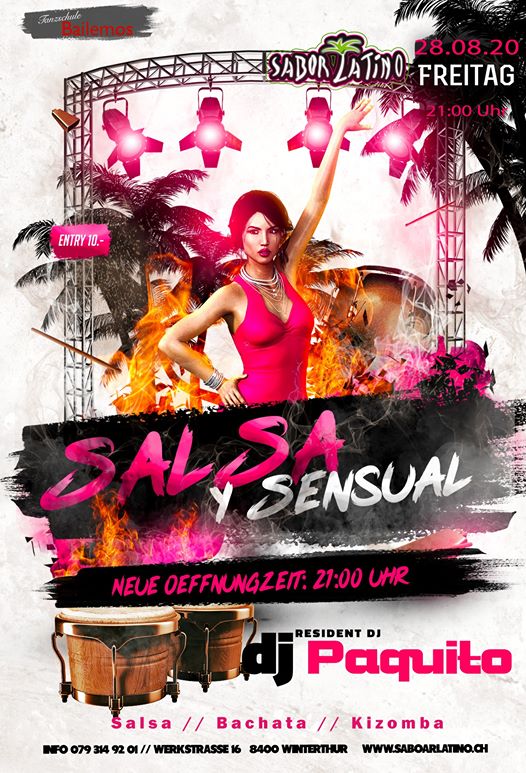 Tanzschule
Bailemos
SABOR LATINO
28.08.20
FREITAG
21:00 Uhr
ENTRY 10.-
SALSA
Y SENSUAL
NEUE OEFFNUNGZEIT: 21:00 UHR
RESIDENT DJ
dj Paquito
Salsa // Bachata // Kizomba
INFO 079 314 92 01 // WERKSTRASSE 16 8400 WINTERTHUR WWW.SABOARLATINO.CH